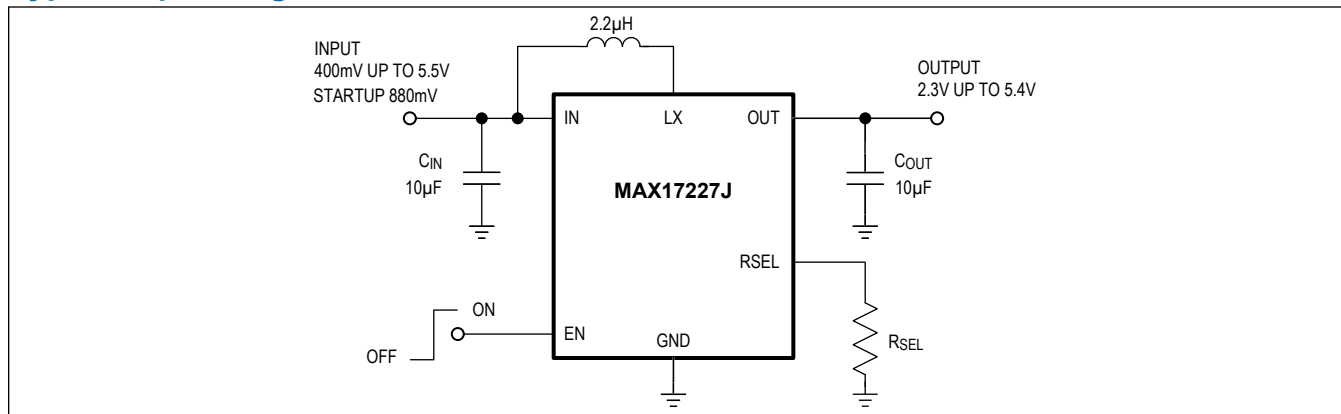 2.2µH
INPUT
400mV UP TO 5.5V
STARTUP 880mV
OUTPUT
2.3V UP TO 5.4V
IN
LX
OUT
CIN
10µF
COUT
10µF
MAX17227J
RSEL
ON
OFF
EN
GND
RSEL